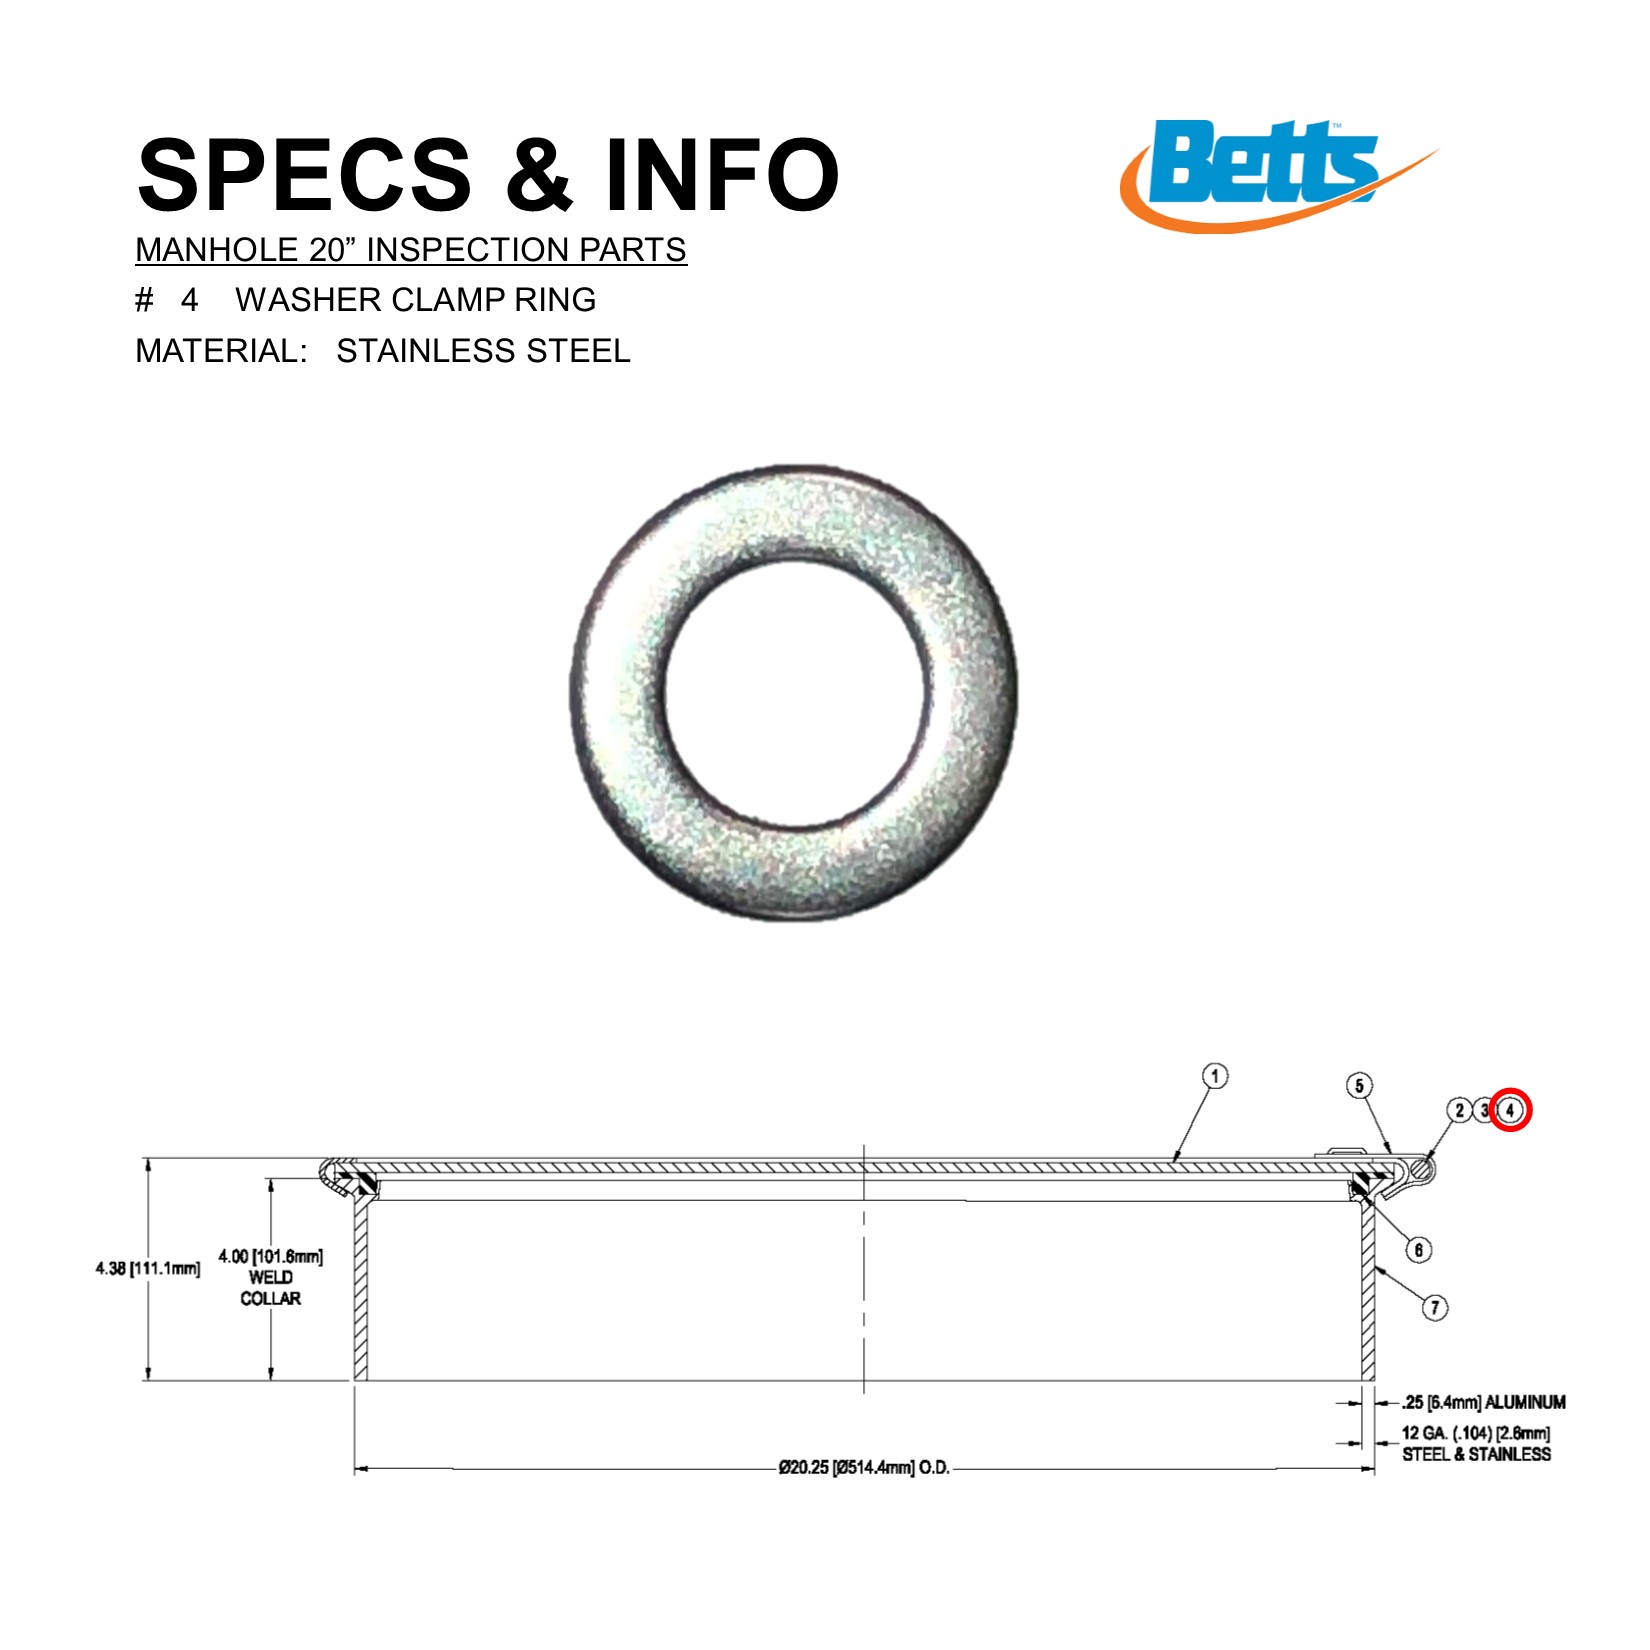 Betts™
SPECS & INFO
MANHOLE 20” INSPECTION PARTS
# 4 WASHER CLAMP RING
MATERIAL: STAINLESS STEEL
1
5
2 3 4
4.38 [111.1mm]
4.00 [101.6mm]
WELD
COLLAR
6
7
.25 [6.4mm] ALUMINUM
12 GA. (.104) [2.6mm]
STEEL & STAINLESS
Ø20.25 [Ø514.4mm] O.D.